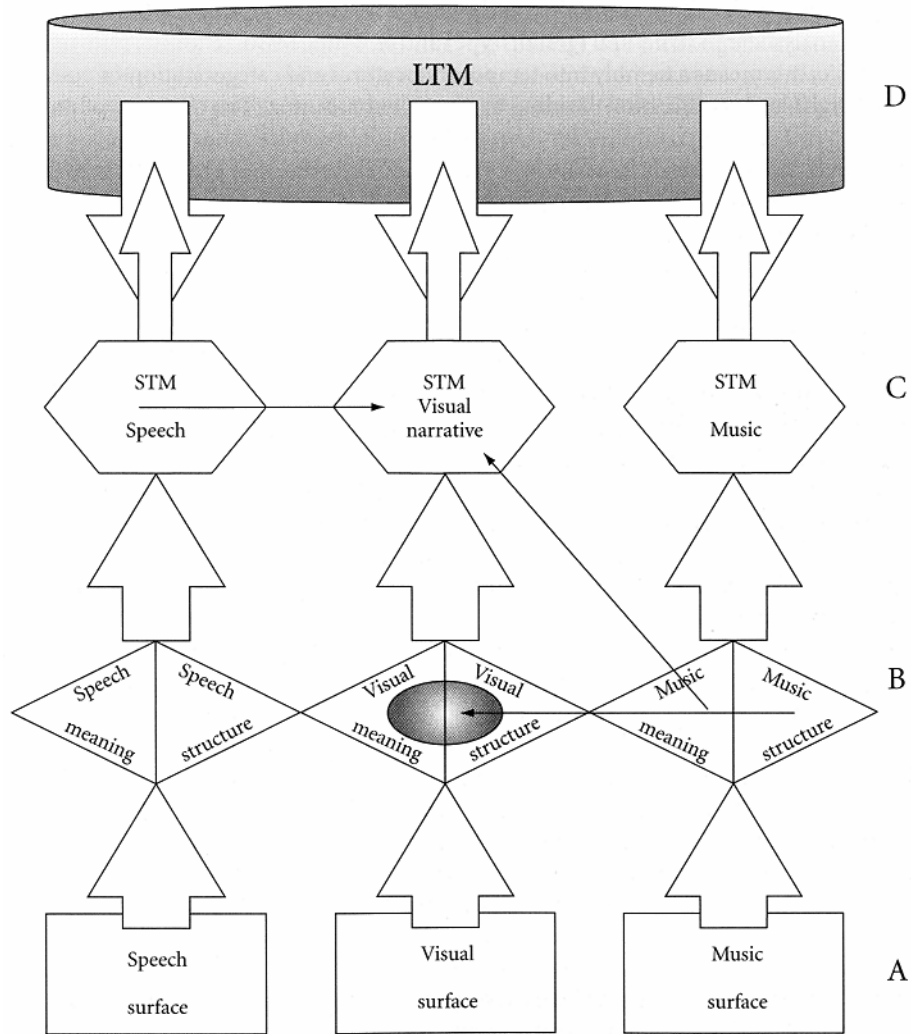 LTM
D
STM
Speech
STM
Visual
narrative
STM
Music
C
Speech
meaning
Speech
structure
Visual
meaning
Visual
structure
Music
meaning
Music
structure
B
Speech
surface
Visual
surface
Music
surface
A